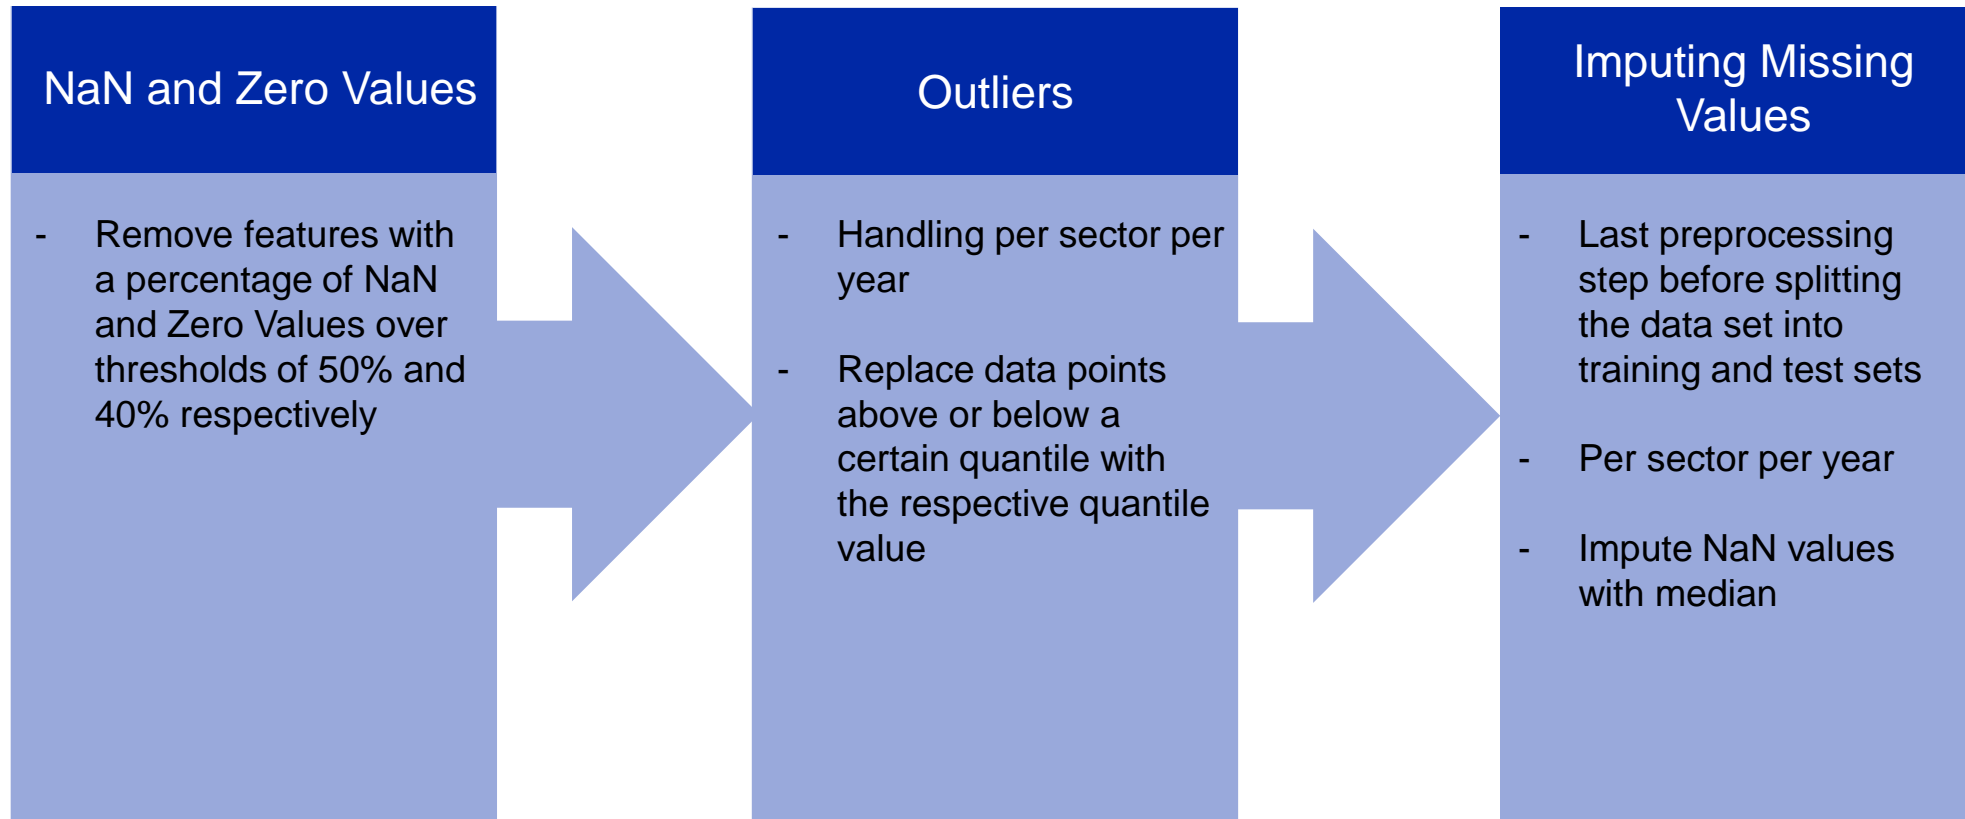 NaN and Zero Values
- Remove features with
a percentage of NaN
and Zero Values over
thresholds of 50% and
40% respectively
Outliers
- Handling per sector per
year
- Replace data points
above or below a
certain quantile with
the respective quantile
value
Imputing Missing
Values
- Last preprocessing
step before splitting
the data set into
training and test sets
- Per sector per year
- Impute NaN values
with median